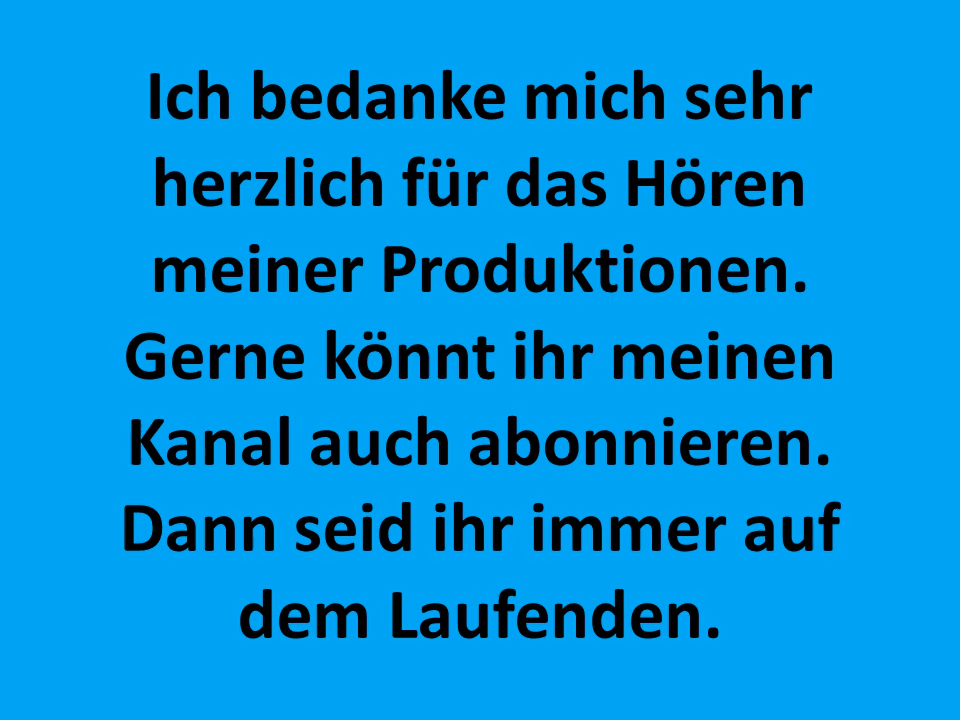 Ich bedanke mich sehr
herzlich für das Hören
meiner Produktionen.
Gerne könnt ihr meinen
Kanal auch abonnieren.
Dann seid ihr immer auf
dem Laufenden.